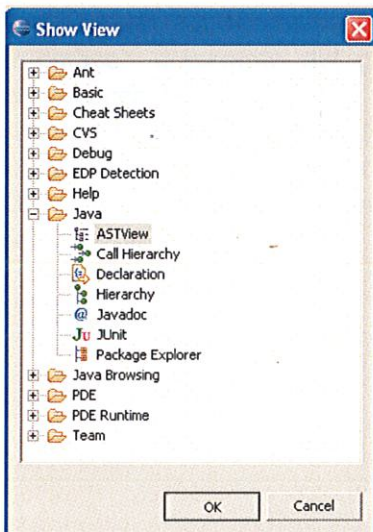 Show View
Ant
Basic
Cheat Sheets
CVS
Debug
EDP Detection
Help
Java
ASTView
Call Hierarchy
Declaration
Hierarchy
@ Javadoc
Ju JUnit
Package Explorer
Java Browsing
PDE
PDE Runtime
Team
OK
Cancel